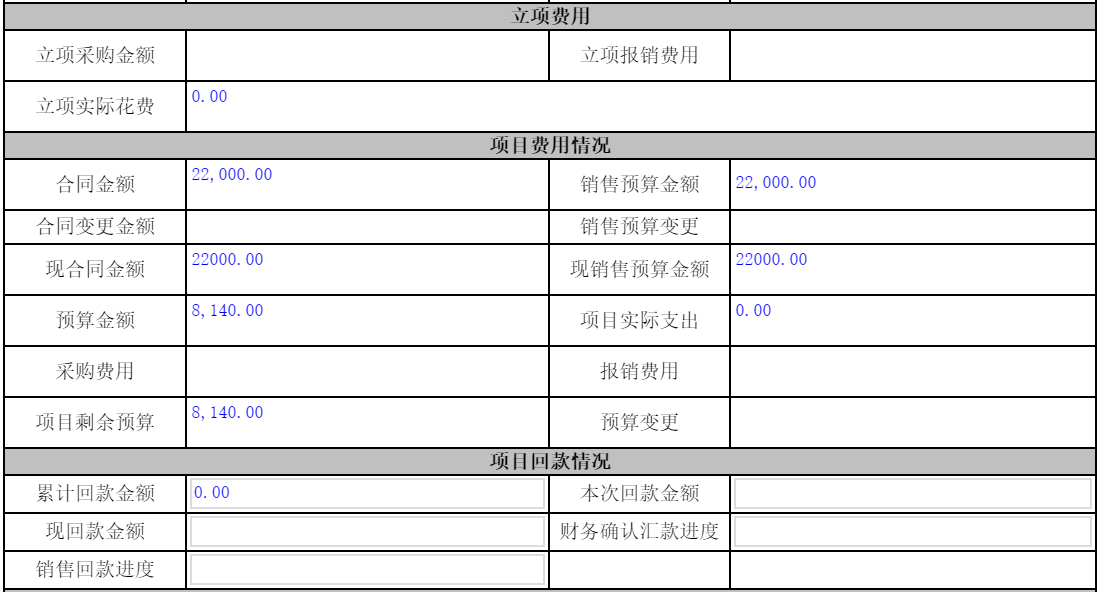 立项费用
立项采购金额 立项报销费用
立项实际花费 0.00
项目费用情况
合同金额 22,000.00 销售预算金额 22,000.00
合同变更金额 销售预算变更
现合同金额 22000.00 现销售预算金额 22000.00
预算金额 8,140.00 项目实际支出 0.00
采购费用 报销费用
项目剩余预算 8,140.00 预算变更
项目回款情况
累计回款金额 0.00 本次回款金额
现回款金额 财务确认汇款进度
销售回款进度